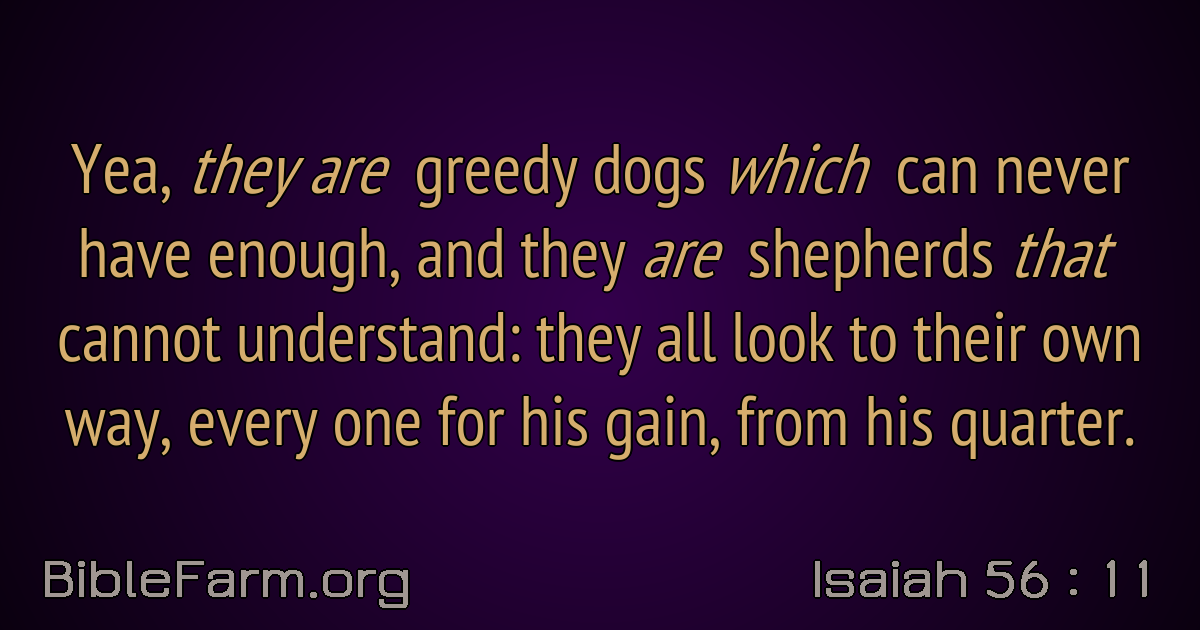 Yea, they are greedy dogs which can never
have enough, and they are shepherds that
cannot understand: they all look to their own
way, every one for his gain, from his quarter.
BibleFarm.org
Isaiah 56 : 11